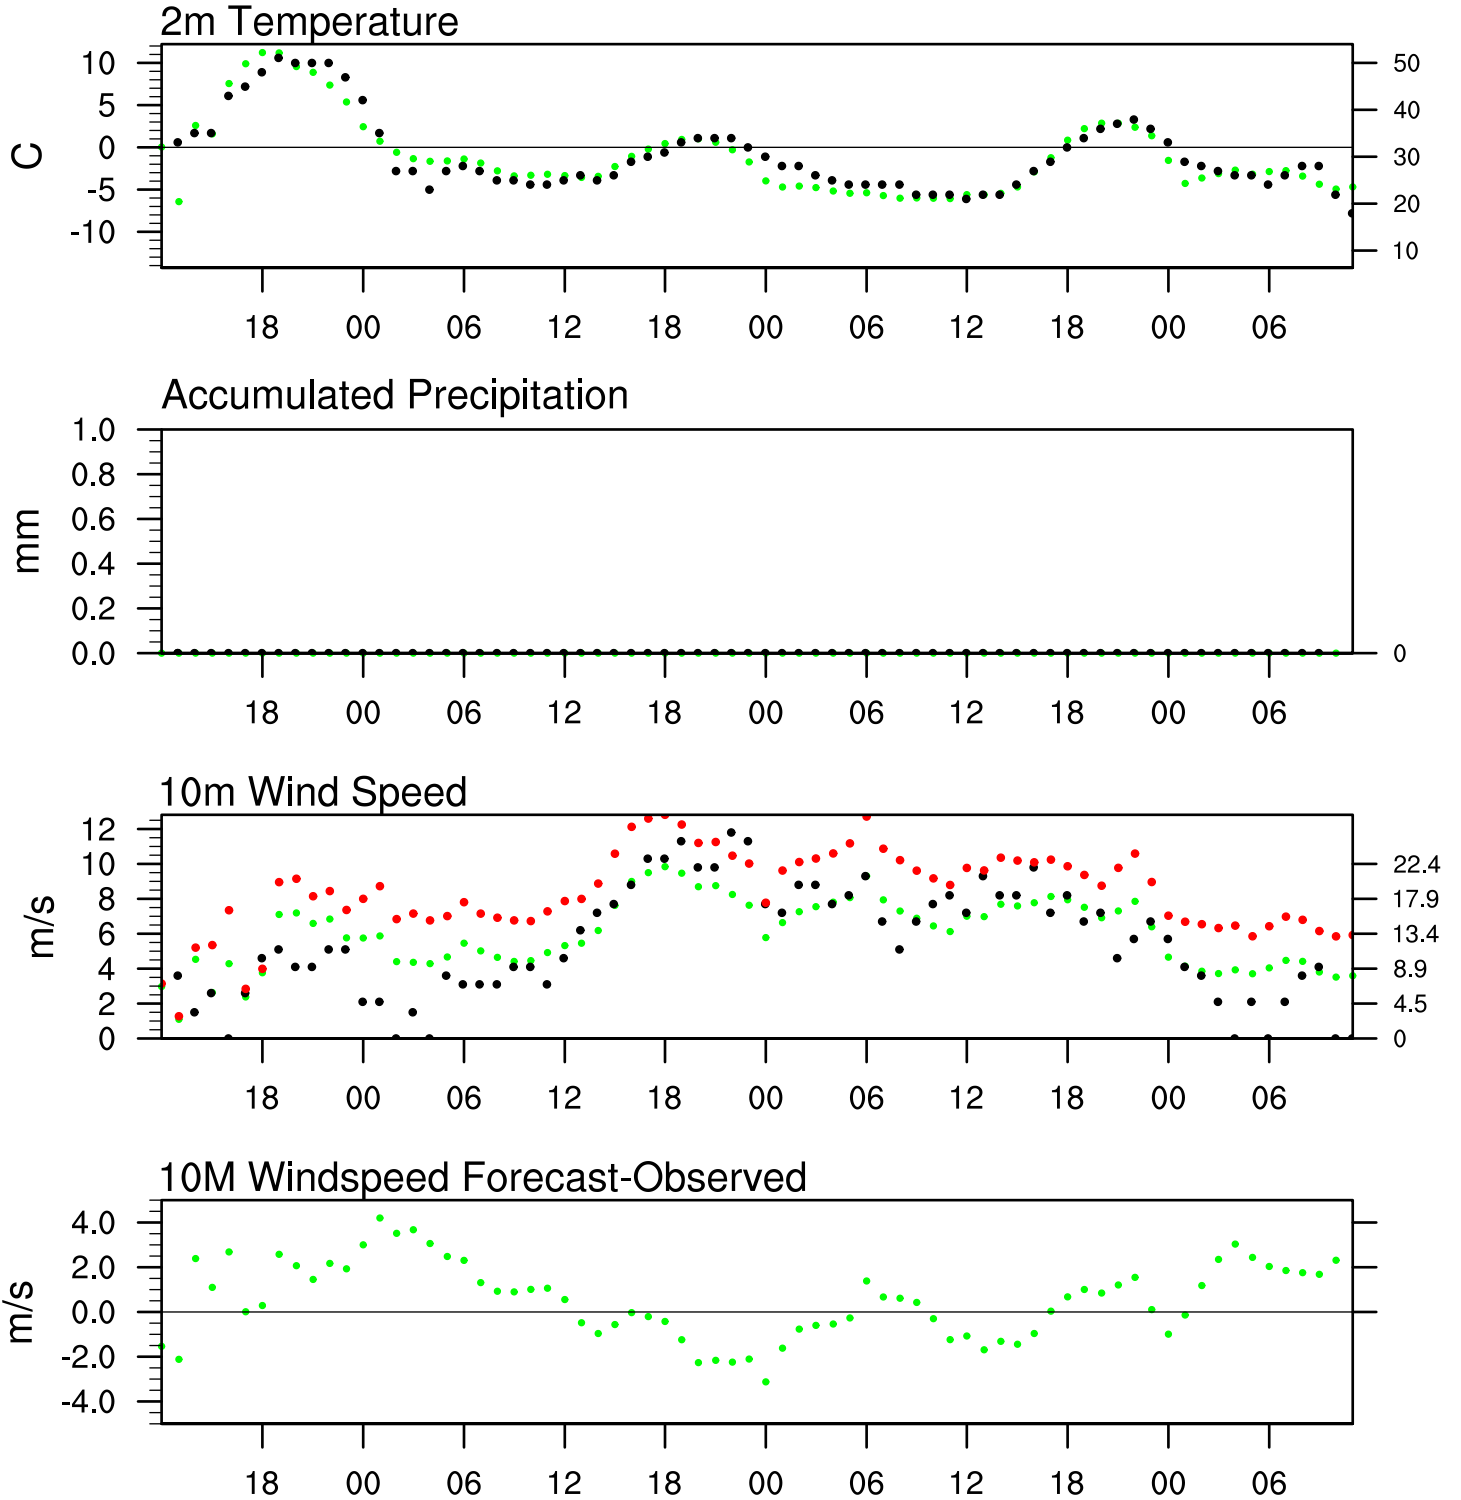 2m Temperature
10 50
5 40
0 30
-5 20
-10 10
C
18 00 06 12 18 00 06 12 18 00 06
Accumulated Precipitation
1.0
0.8
0.6
0.4
0.2
0.0 0
mm
18 00 06 12 18 00 06 12 18 00 06
10m Wind Speed
12
10 22.4
8 17.9
6 13.4
4 8.9
2 4.5
0 0
m/s
18 00 06 12 18 00 06 12 18 00 06
10M Windspeed Forecast-Observed
4.0
2.0
0.0
-2.0
-4.0
m/s
18 00 06 12 18 00 06 12 18 00 06